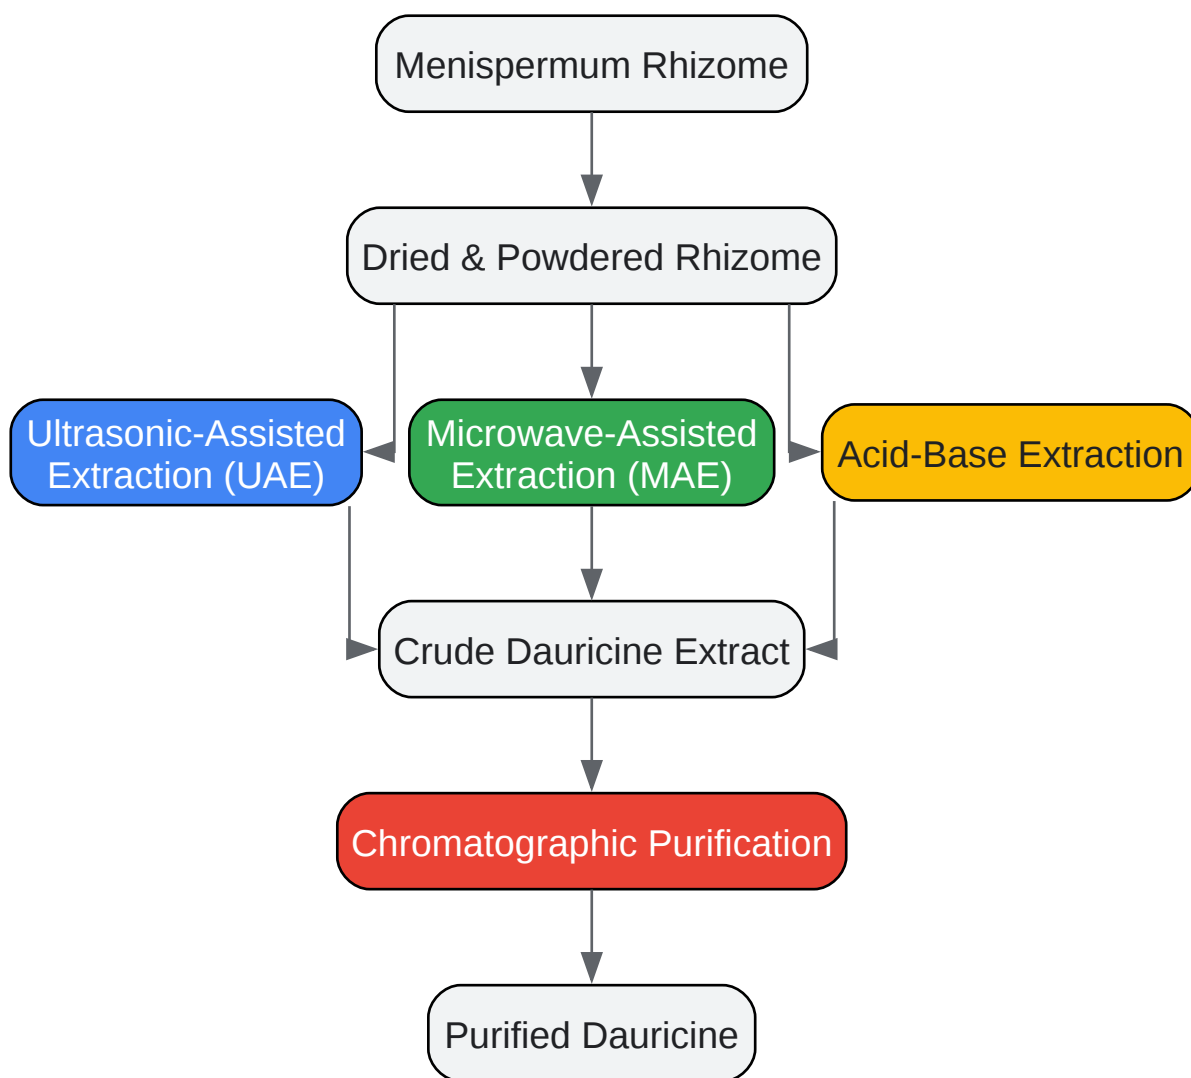 Menispermum Rhizome
Dried & Powdered Rhizome
Ultrasonic-Assisted
Extraction (UAE)
Microwave-Assisted
Extraction (MAE)
Acid-Base Extraction
Crude Dauricine Extract
Chromatographic Purification
Purified Dauricine